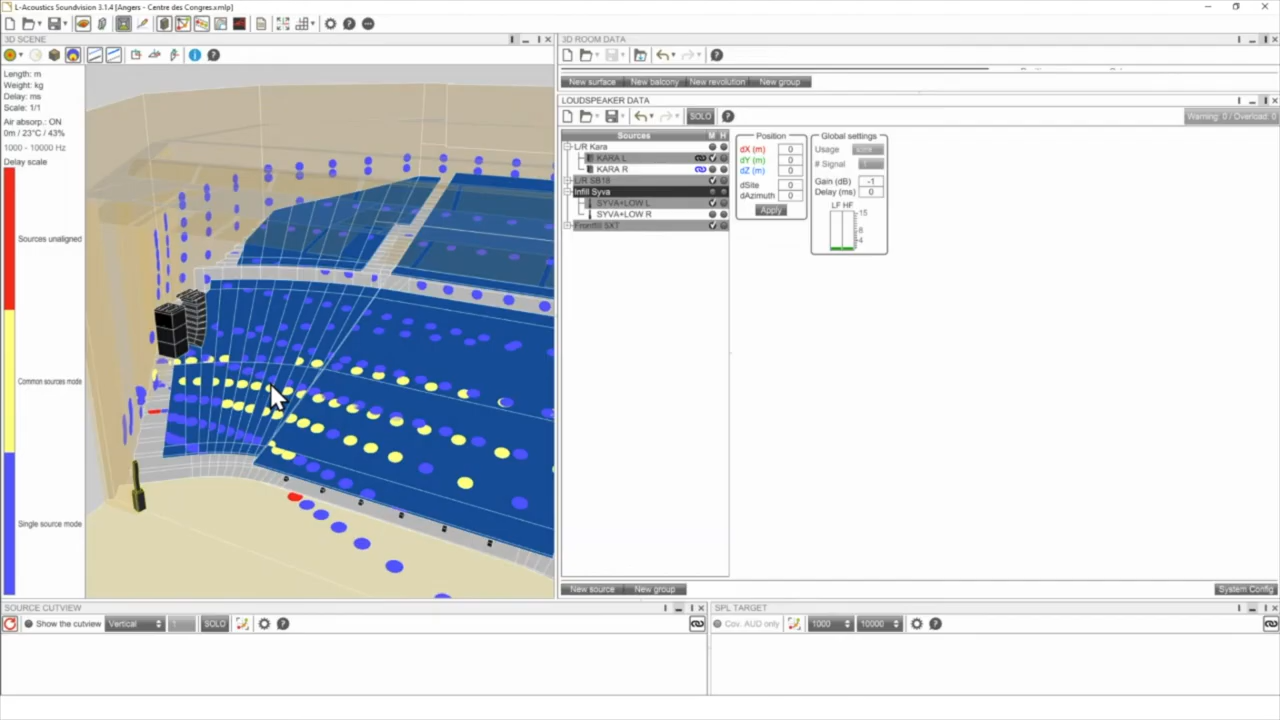 L-Acoustics Soundvision 3.1.4 [Angers - Centre des Congres.xmlp]
3D SCENE
Length: m
Weight: kg
Delay: ms
Scale: 1/1
Air absorp.: ON
0m / 23°C / 43%
1000 - 10000 Hz
Delay scale
Sources unaligned
Common sources mode
Single source mode
3D ROOM DATA
New surface New balcony New revolution New group
LOUDSPEAKER DATA
SOLO
Warning: 0 / Overload: 0
Sources M H
L/R Kara
KARA L
KARA R
L/R SB18
Infill Syva
SYVA+LOW L
SYVA+LOW R
Frontfill 5XT
Position
dX (m) 0
dY (m) 0
dZ (m) 0
dSite 0
dAzimuth 0
Apply
Global settings
Usage
# Signal
Gain (dB) -1
Delay (ms) 0
LF HF
15
8
4
New source New group
System Config
SOURCE CUTVIEW
Show the cutview Vertical 1 SOLO
SPL TARGET
Cov. AUD only 1000 10000